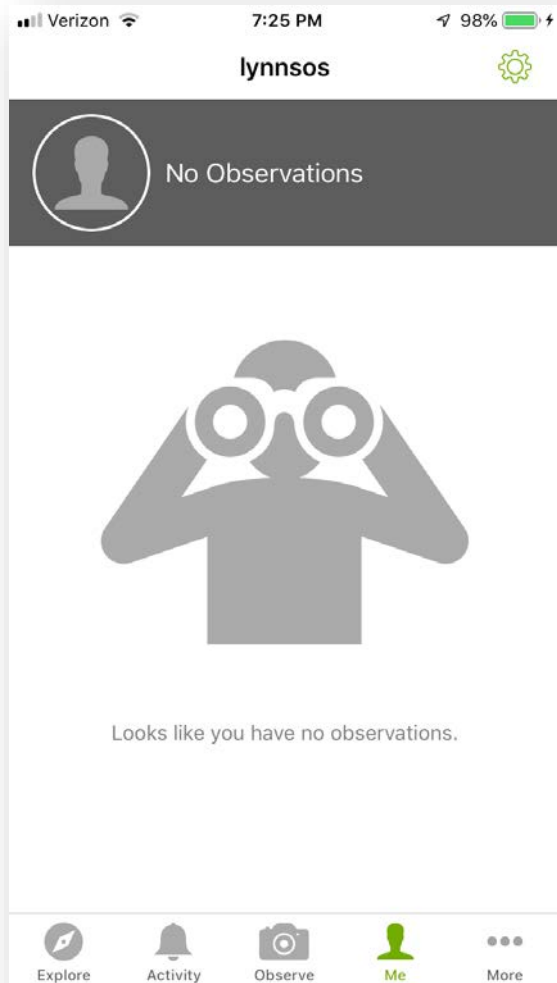 Verizon 7:25 PM 98%
lynnsos
No Observations
Looks like you have no observations.
Explore Activity Observe Me More